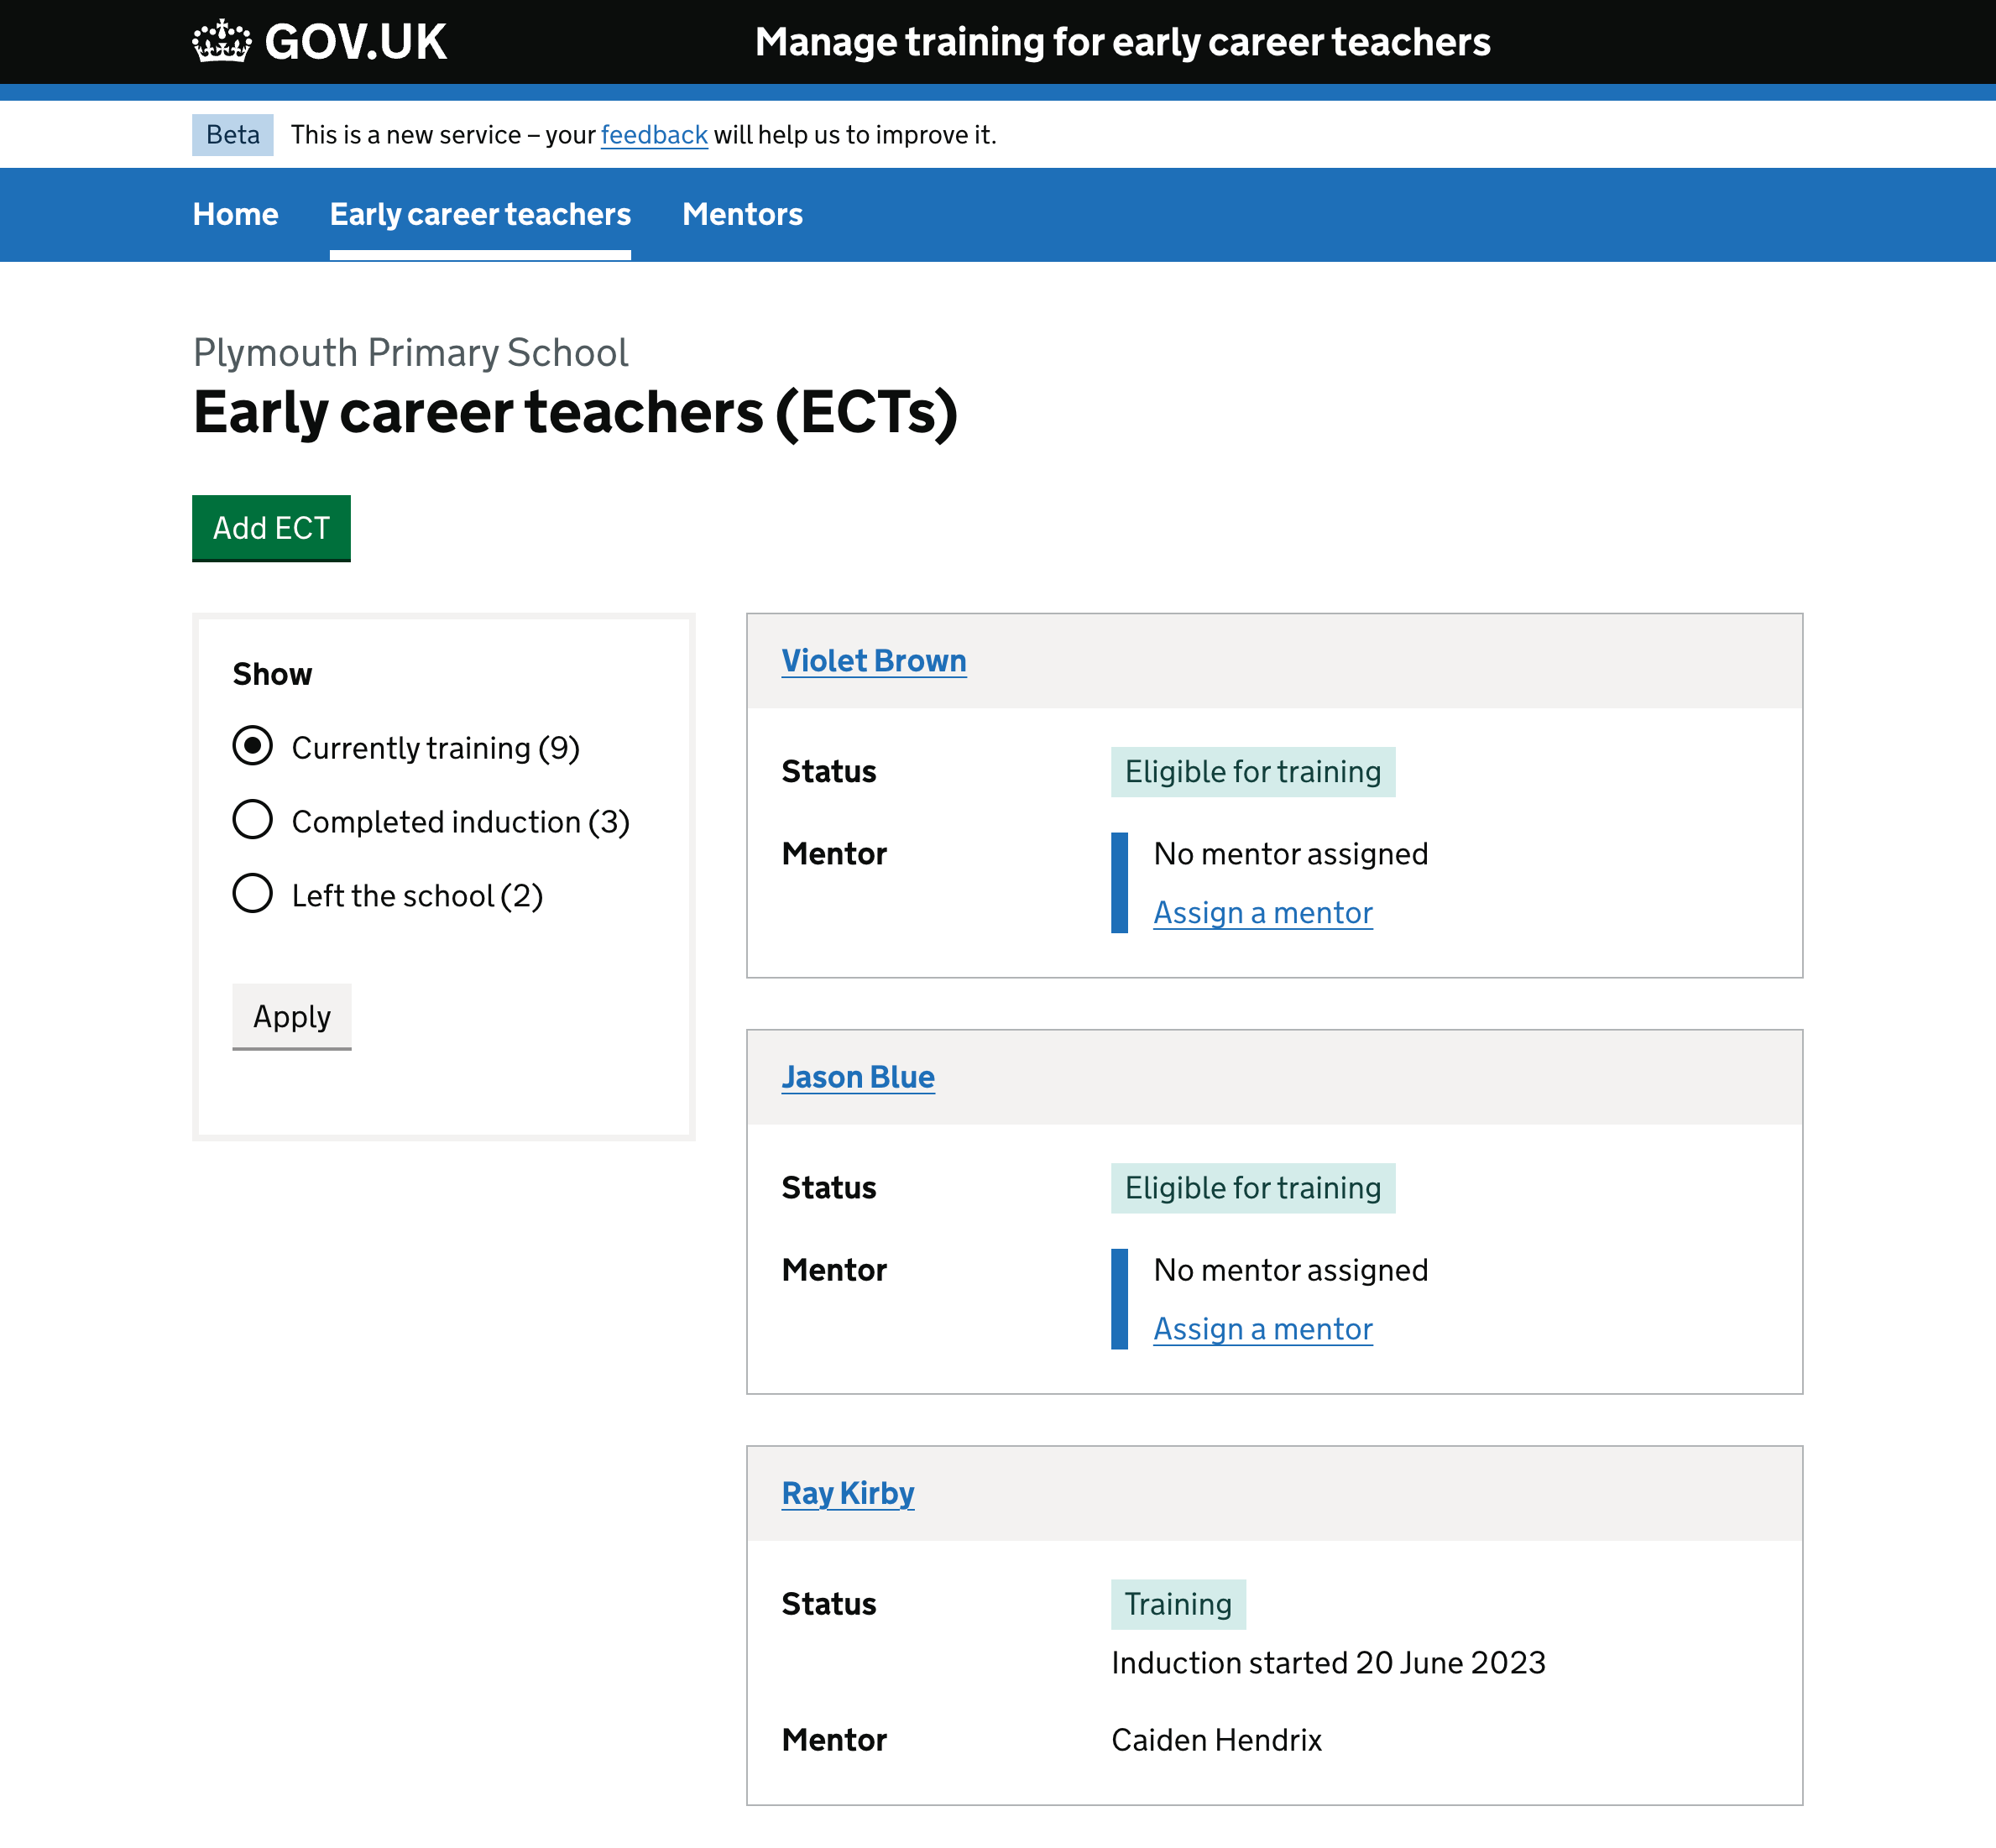 GOV.UK
Manage training for early career teachers
Beta This is a new service – your feedback will help us to improve it.
Home Early career teachers Mentors
Plymouth Primary School
Early career teachers (ECTs)
Add ECT
Show
Currently training (9)
Completed induction (3)
Left the school (2)
Apply
Violet Brown
Status Eligible for training
Mentor No mentor assigned
Assign a mentor
Jason Blue
Status Eligible for training
Mentor No mentor assigned
Assign a mentor
Ray Kirby
Status Training
Induction started 20 June 2023
Mentor Caiden Hendrix